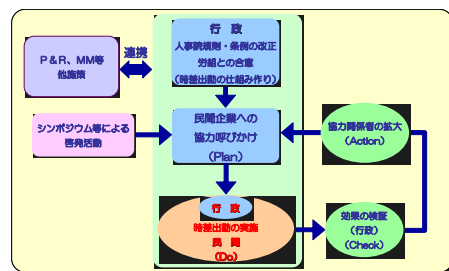 行　政
人事院規則・条例の改正
労組との合意
(時差出勤の仕組み作り)
連携
P＆R、MM等
他施策
シンポジウム等による
啓発活動
民間企業への
協力呼びかけ
(Plan)
協力関係者の拡大
(Action)
行　政
時差出勤の実施
民　間
(Do)
効果の検証
(行政)
(Check)